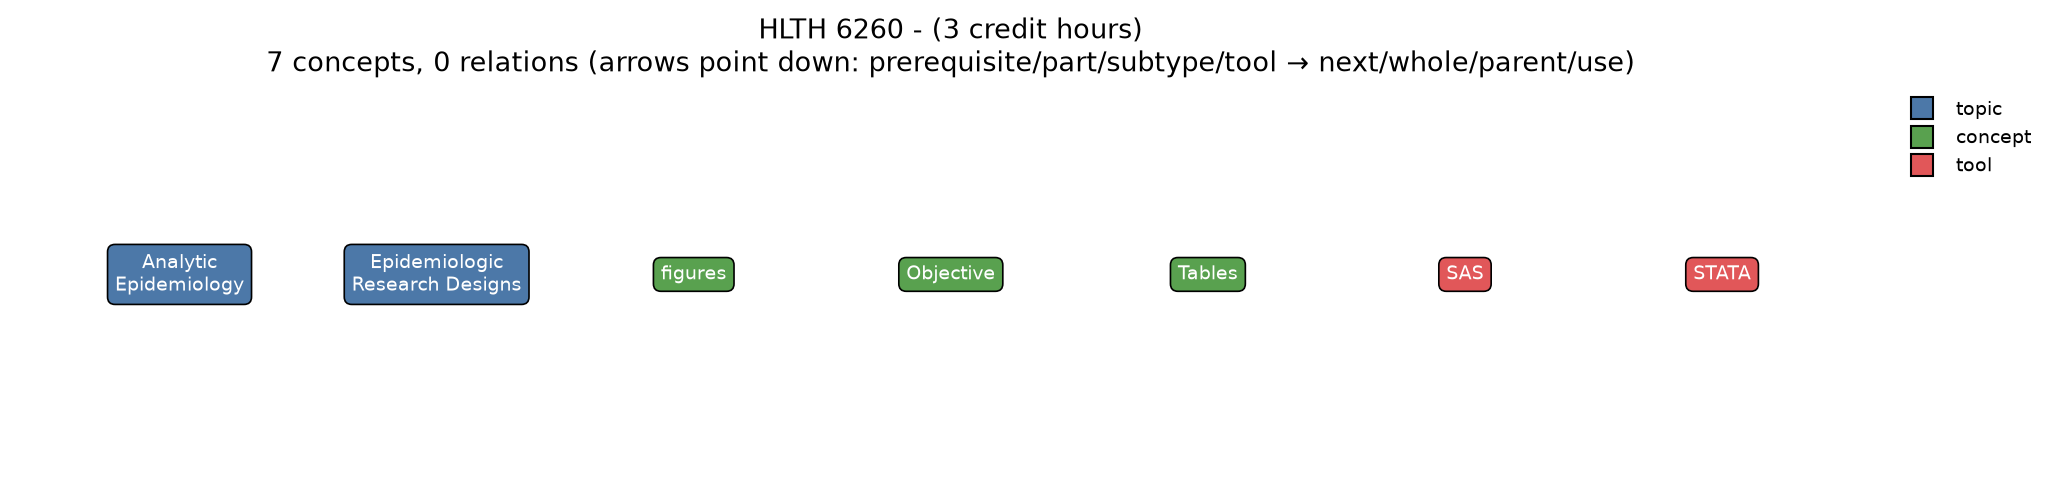 HLTH 6260 - (3 credit hours)
7 concepts, 0 relations (arrows point down: prerequisite/part/subtype/tool → next/whole/parent/use)
topic
concept
tool
Analytic
Epidemiology
Epidemiologic
Research Designs
figures
Objective
Tables
SAS
STATA